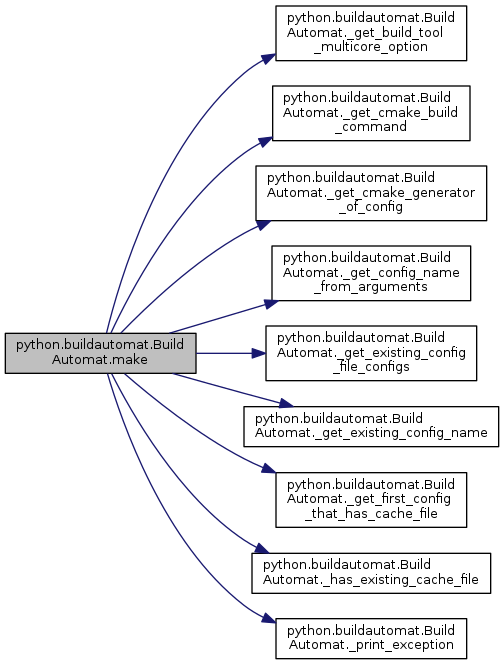 python.buildautomat.Build
Automat._get_build_tool
_multicore_option
python.buildautomat.Build
Automat._get_cmake_build
_command
python.buildautomat.Build
Automat._get_cmake_generator
_of_config
python.buildautomat.Build
Automat._get_config_name
_from_arguments
python.buildautomat.Build
Automat.make
python.buildautomat.Build
Automat._get_existing_config
_file_configs
python.buildautomat.Build
Automat._get_existing_config_name
python.buildautomat.Build
Automat._get_first_config
_that_has_cache_file
python.buildautomat.Build
Automat._has_existing_cache_file
python.buildautomat.Build
Automat._print_exception